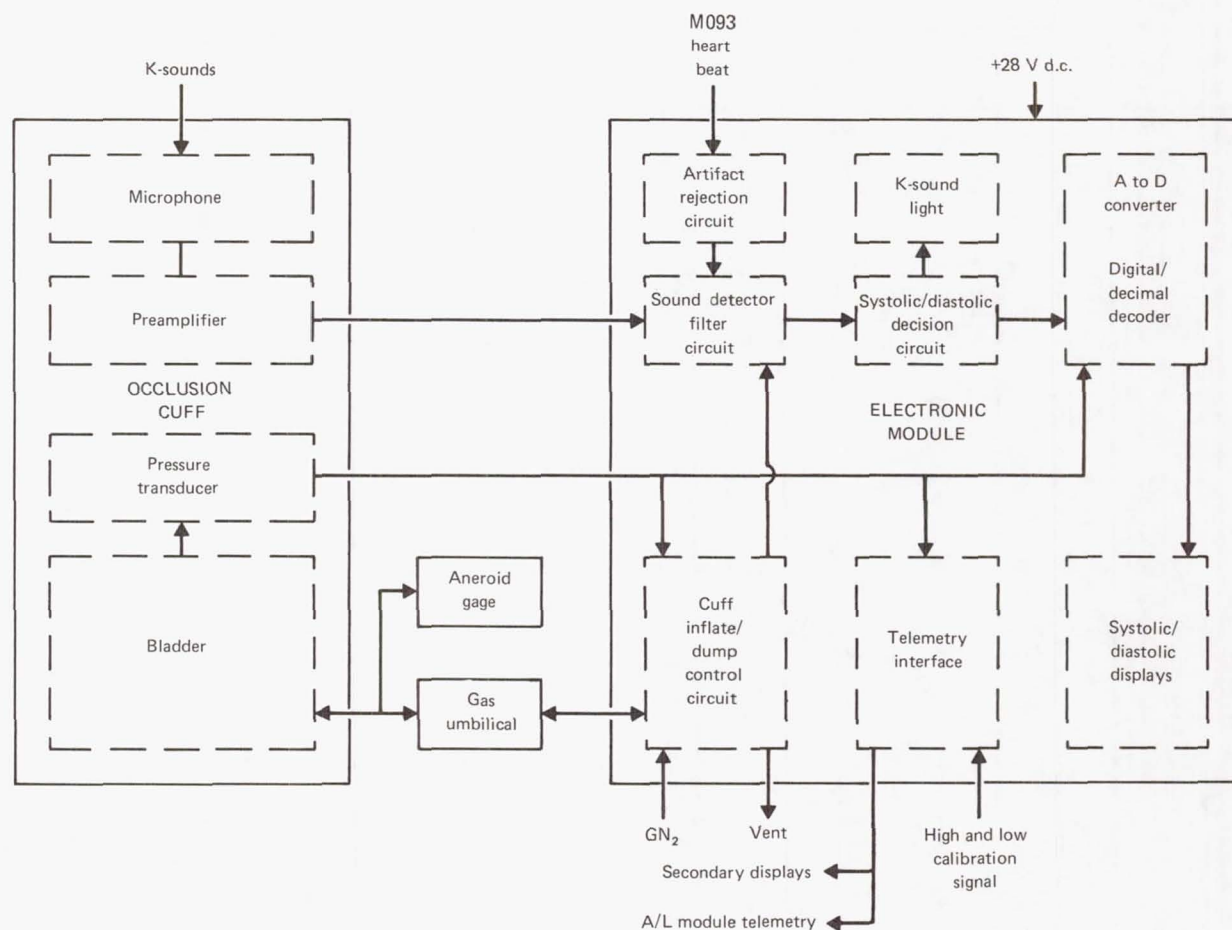 M093
heart
beat
K-sounds
+28 V d.c.
Microphone
Preamplifier
OCCLUSION
CUFF
Pressure
transducer
Bladder
Aneroid
gage
Gas
umbilical
Artifact
rejection
circuit
K-sound
light
A to D
converter
Digital/
decimal
decoder
Sound detector
filter
circuit
Systolic/diastolic
decision
circuit
ELECTRONIC
MODULE
Cuff
inflate/
dump
control
circuit
Telemetry
interface
Systolic/
diastolic
displays
GN₂
Vent
High and low
calibration
signal
Secondary displays
A/L module telemetry